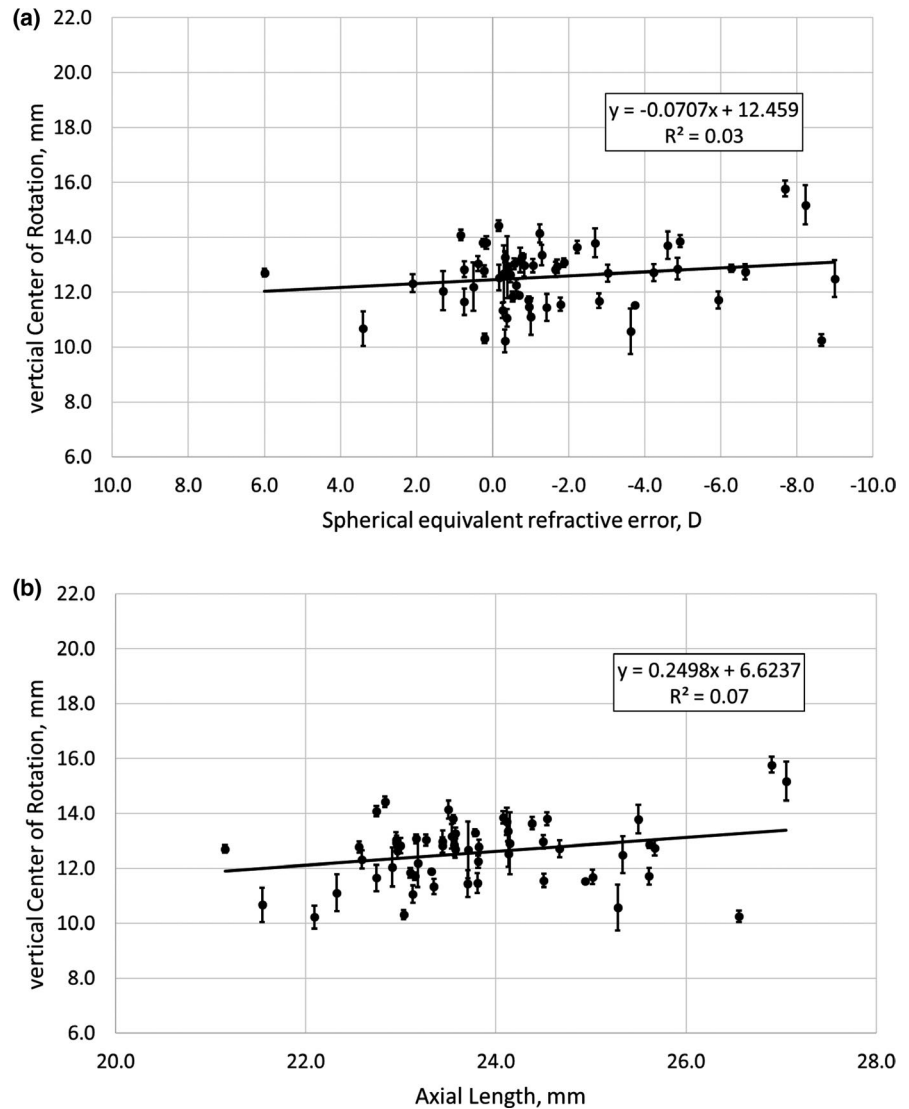 (a)
22.0
20.0
18.0
16.0
14.0
12.0
10.0
8.0
6.0
vertcial Center of Rotation, mm
y = -0.0707x + 12.459
R² = 0.03
10.0 8.0 6.0 4.0 2.0 0.0 -2.0 -4.0 -6.0 -8.0 -10.0
Spherical equivalent refractive error, D
(b)
22.0
20.0
18.0
16.0
14.0
12.0
10.0
8.0
6.0
vertical Center of Rotation, mm
y = 0.2498x + 6.6237
R² = 0.07
20.0 22.0 24.0 26.0 28.0
Axial Length, mm